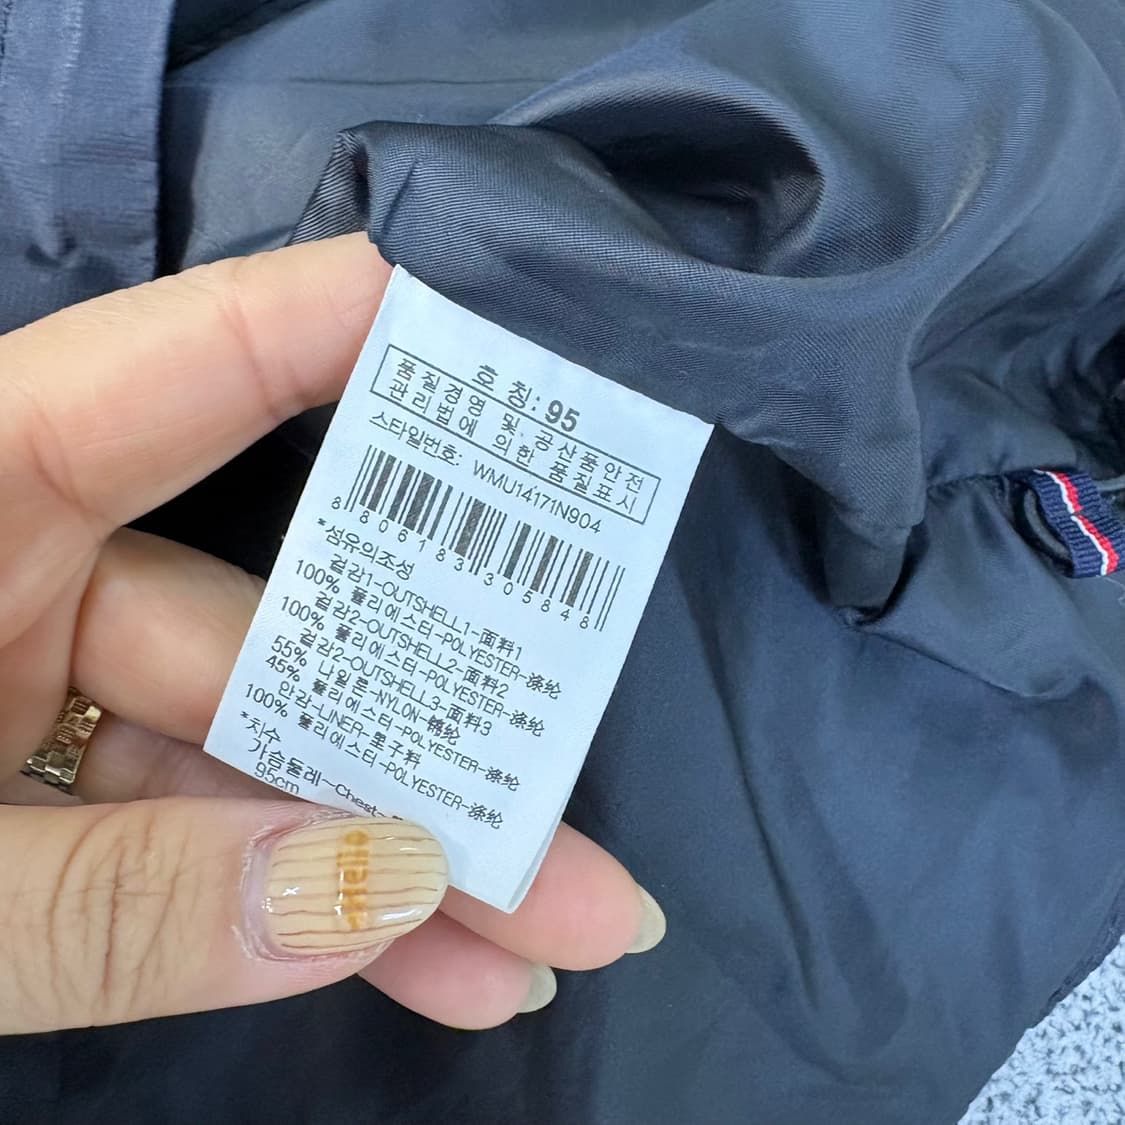 호칭: 95
품질경영 및 공산품안전
관리법에 의한 품질표시
스타일번호: WMU14171N904
8 806183 305848
*섬유의조성
겉감1-OUTSHELL1-面料1
100% 폴리에스터-POLYESTER-涤纶
겉감2-OUTSHELL2-面料2
100% 폴리에스터-POLYESTER-涤纶
겉감2-OUTSHELL3-面料3
55% 나일론-NYLON-锦纶
45% 폴리에스터-POLYESTER-涤纶
안감-LINER-里子料
100% 폴리에스터-POLYESTER-涤纶
*치수
가슴둘레-Chest-
95cm